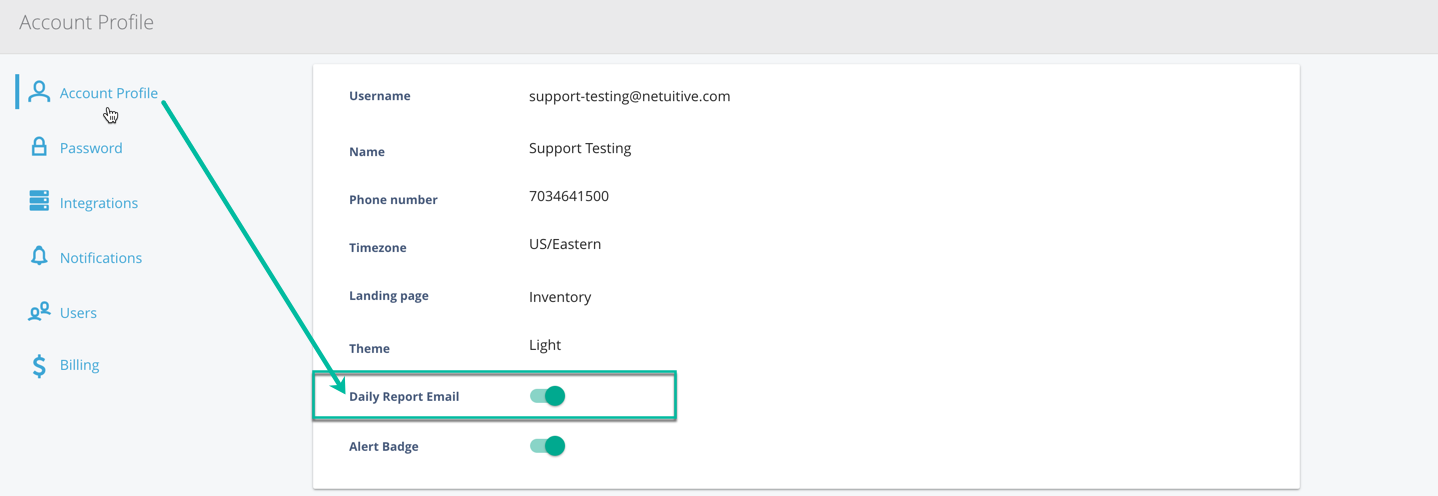 Account Profile
Account Profile
Password
Integrations
Notifications
Users
Billing
Username support-testing@netuitive.com
Name Support Testing
Phone number 7034641500
Timezone US/Eastern
Landing page Inventory
Theme Light
Daily Report Email
Alert Badge